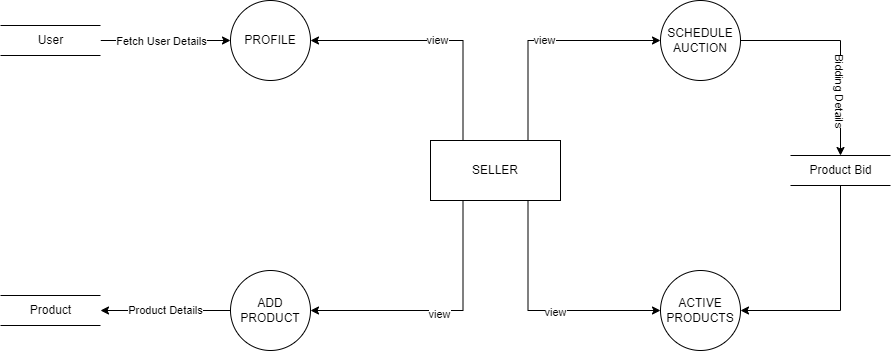 User
Fetch User Details
PROFILE
view
view
SCHEDULE
AUCTION
Bidding Details
SELLER
Product Bid
Product
Product Details
ADD
PRODUCT
view
view
ACTIVE
PRODUCTS